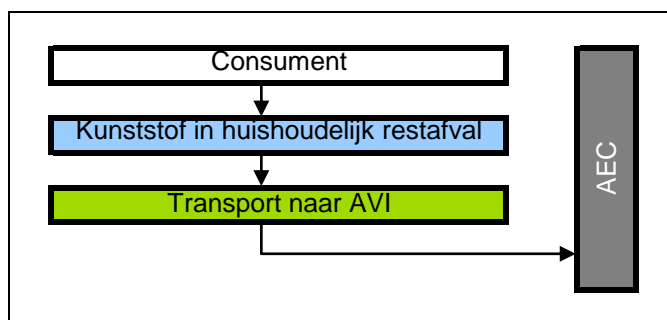 Consument
Kunststof in huishoudelijk restafval
Transport naar AVI
AEC